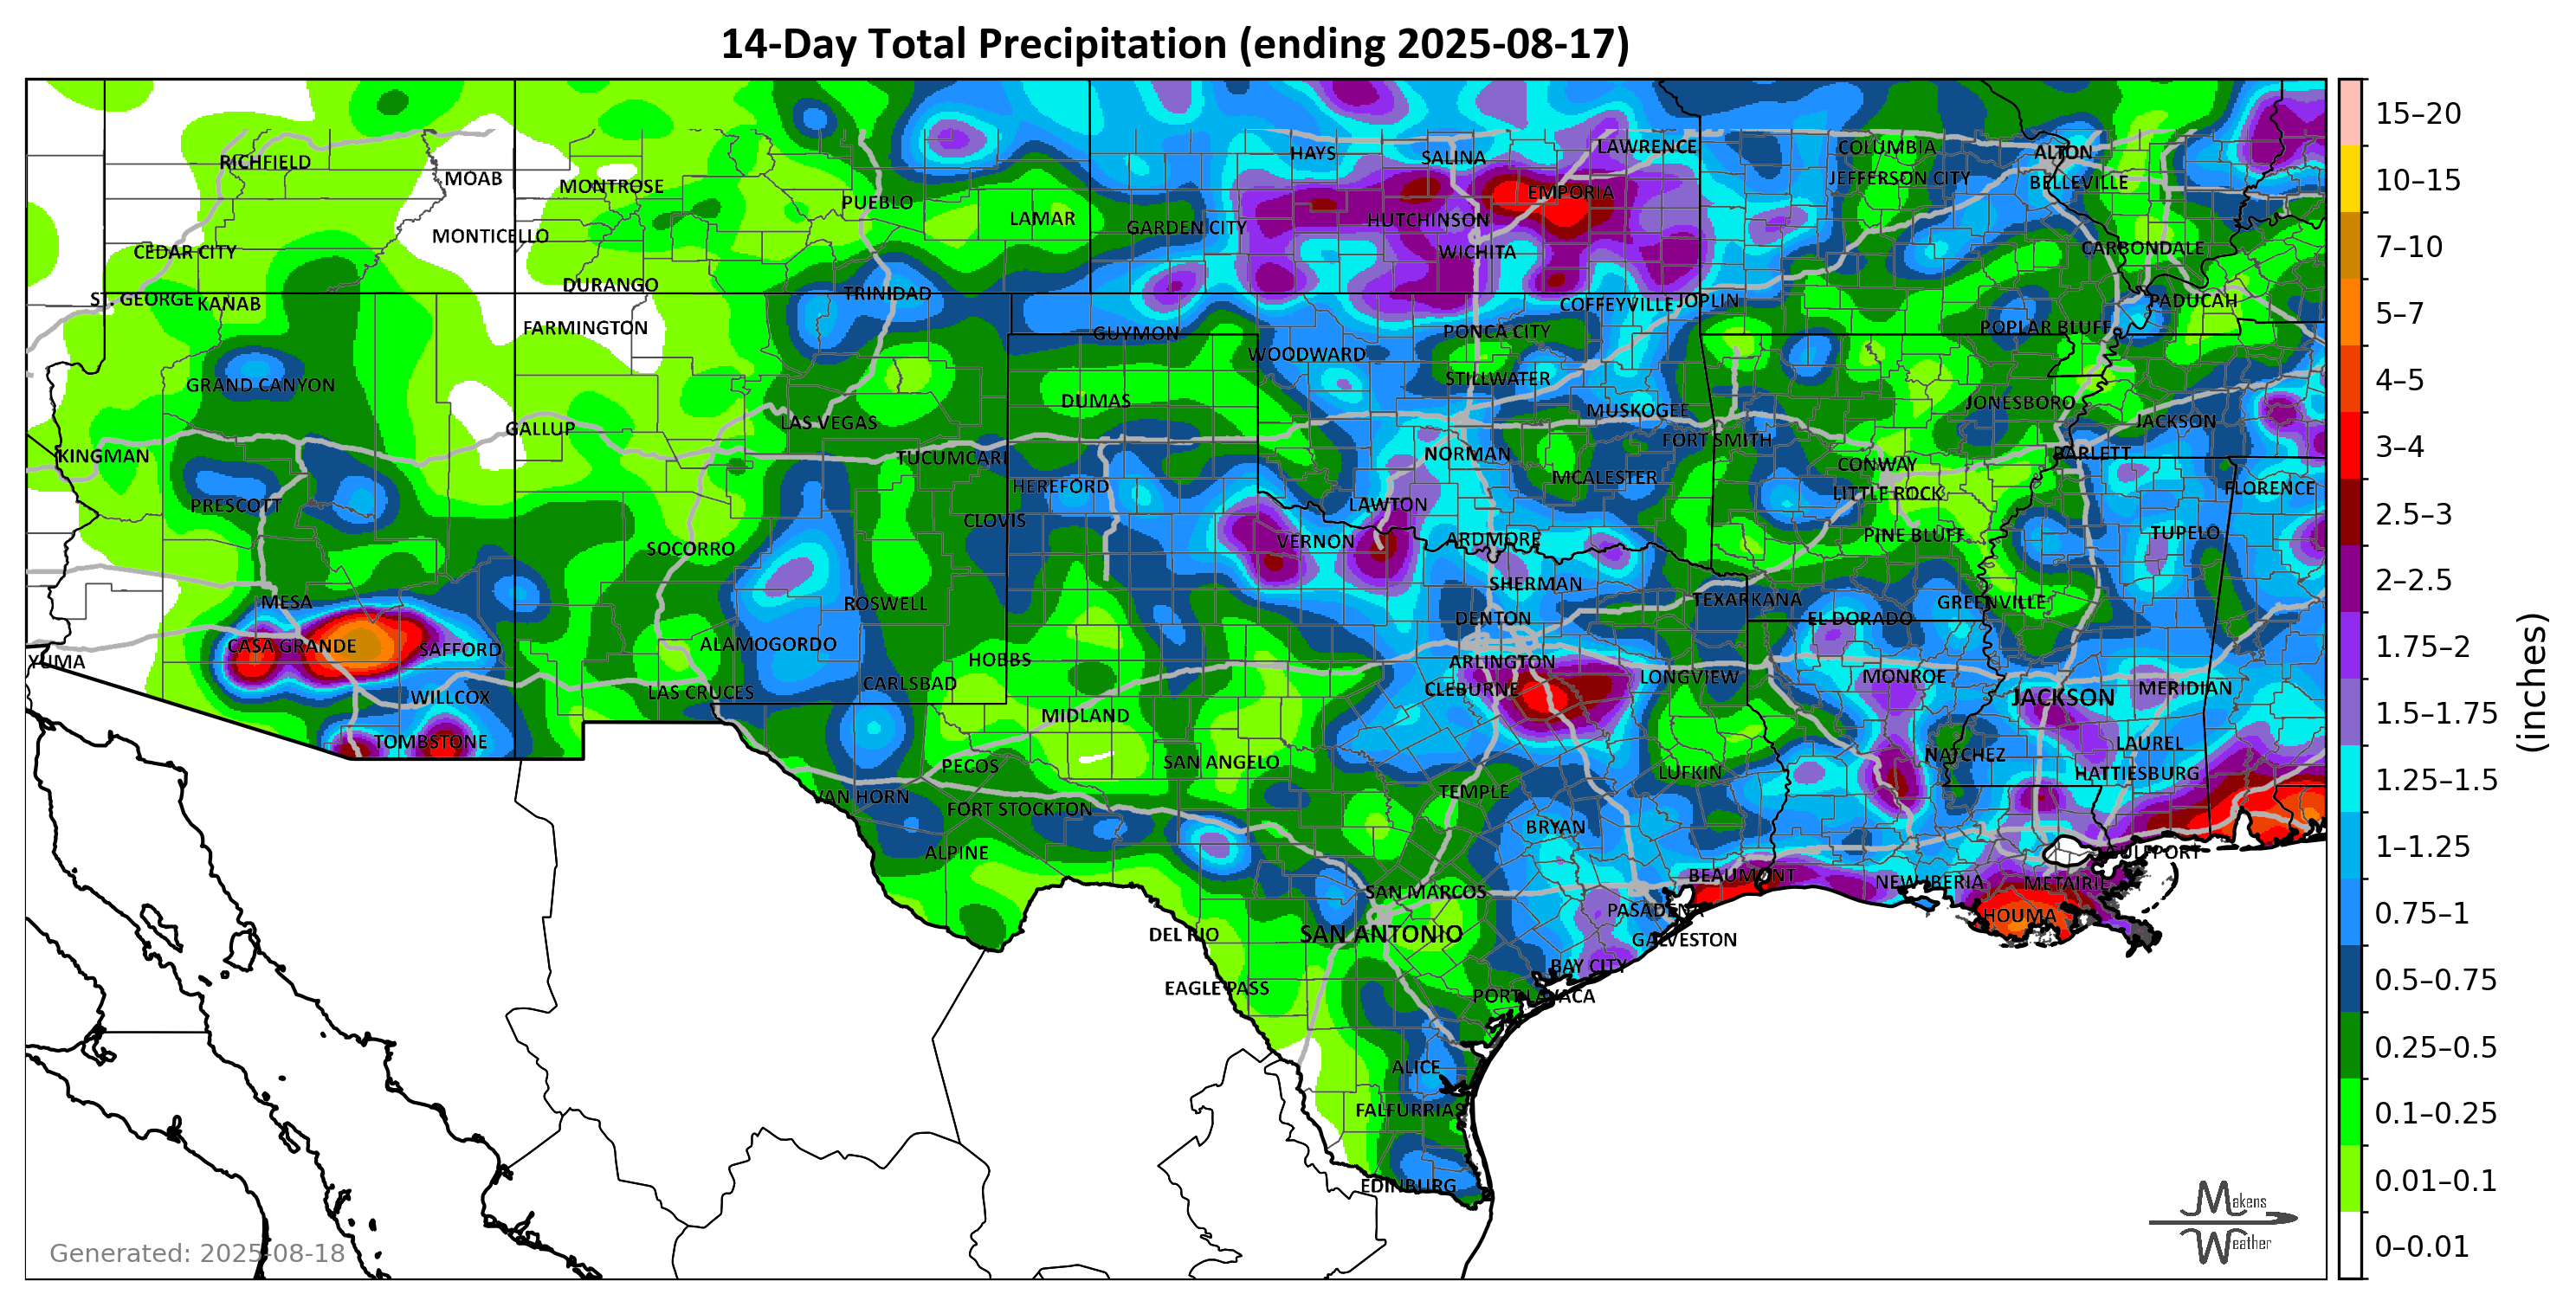 14-Day Total Precipitation (ending 2025-08-17)
RICHFIELD
MOAB
MONTROSE
PUEBLO
LAMAR
HAYS
SALINA
LAWRENCE
COLUMBIA
ALTON
JEFFERSON CITY
BELLEVILLE
EMPORIA
HUTCHINSON
GARDEN CITY
WICHITA
MONTICELLO
CEDAR CITY
CARBONDALE
DURANGO
TRINIDAD
ST. GEORGE
KANAB
COFFEYVILLE
JOPLIN
PADUCAH
FARMINGTON
GUYMON
PONCA CITY
POPLAR BLUFF
WOODWARD
STILLWATER
GRAND CANYON
DUMAS
MUSKOGEE
JONESBORO
JACKSON
LAS VEGAS
GALLUP
FORT SMITH
KINGMAN
TUCUMCARI
NORMAN
BARLETT
CONWAY
MCALESTER
HEREFORD
LITTLE ROCK
FLORENCE
PRESCOTT
LAWTON
CLOVIS
PINE BLUFF
TUPELO
SOCORRO
VERNON
ARDMORE
SHERMAN
MESA
ROSWELL
TEXARKANA
GREENVILLE
DENTON
EL DORADO
CASA GRANDE
SAFFORD
ALAMOGORDO
HOBBS
ARLINGTON
YUMA
LONGVIEW
MONROE
CARLSBAD
CLEBURNE
LAS CRUCES
WILLCOX
JACKSON
MERIDIAN
MIDLAND
TOMBSTONE
LAUREL
NATCHEZ
PECOS
SAN ANGELO
LUFKIN
HATTIESBURG
VAN HORN
FORT STOCKTON
TEMPLE
BRYAN
ALPINE
GULFPORT
BEAUMONT
NEW IBERIA
METAIRIE
SAN MARCOS
PASADENA
HOUMA
DEL RIO
SAN ANTONIO
GALVESTON
BAY CITY
EAGLE PASS
PORT LAVACA
ALICE
FALFURRIAS
EDINBURG
15–20
10–15
7–10
5–7
4–5
3–4
2.5–3
2–2.5
1.75–2
1.5–1.75
1.25–1.5
1–1.25
0.75–1
0.5–0.75
0.25–0.5
0.1–0.25
0.01–0.1
0–0.01
(inches)
Generated: 2025-08-18
Makens
Weather